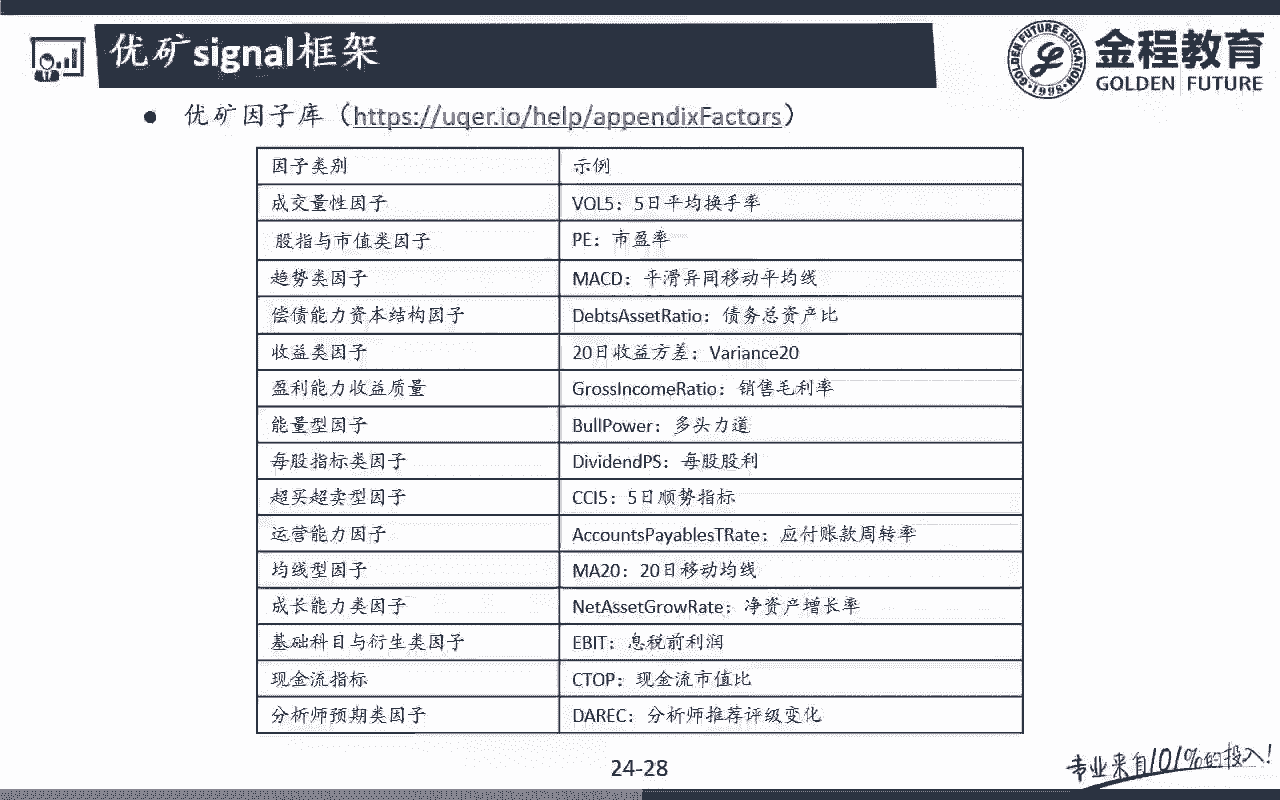 优矿signal框架
金程教育
GOLDEN FUTURE
GOLDEN FUTURE EDUCATION
·1998·
● 优矿因子库（https://uqer.io/help/appendixFactors）
因子类别 示例
成交量性因子 VOL5：5日平均换手率
股指与市值类因子 PE：市盈率
趋势类因子 MACD：平滑异同移动平均线
偿债能力资本结构因子 DebtsAssetRatio：债务总资产比
收益类因子 20日收益方差：Variance20
盈利能力收益质量 GrossIncomeRatio：销售毛利率
能量型因子 BullPower：多头力道
每股指标类因子 DividendPS：每股股利
超买超卖型因子 CCI5：5日顺势指标
运营能力因子 AccountsPayablesTRate：应付账款周转率
均线型因子 MA20：20日移动均线
成长能力类因子 NetAssetGrowRate：净资产增长率
基础科目与衍生类因子 EBIT：息税前利润
现金流指标 CTOP：现金流市值比
分析师预期类因子 DAREC：分析师推荐评级变化
24-28
专业来自101%的投入!